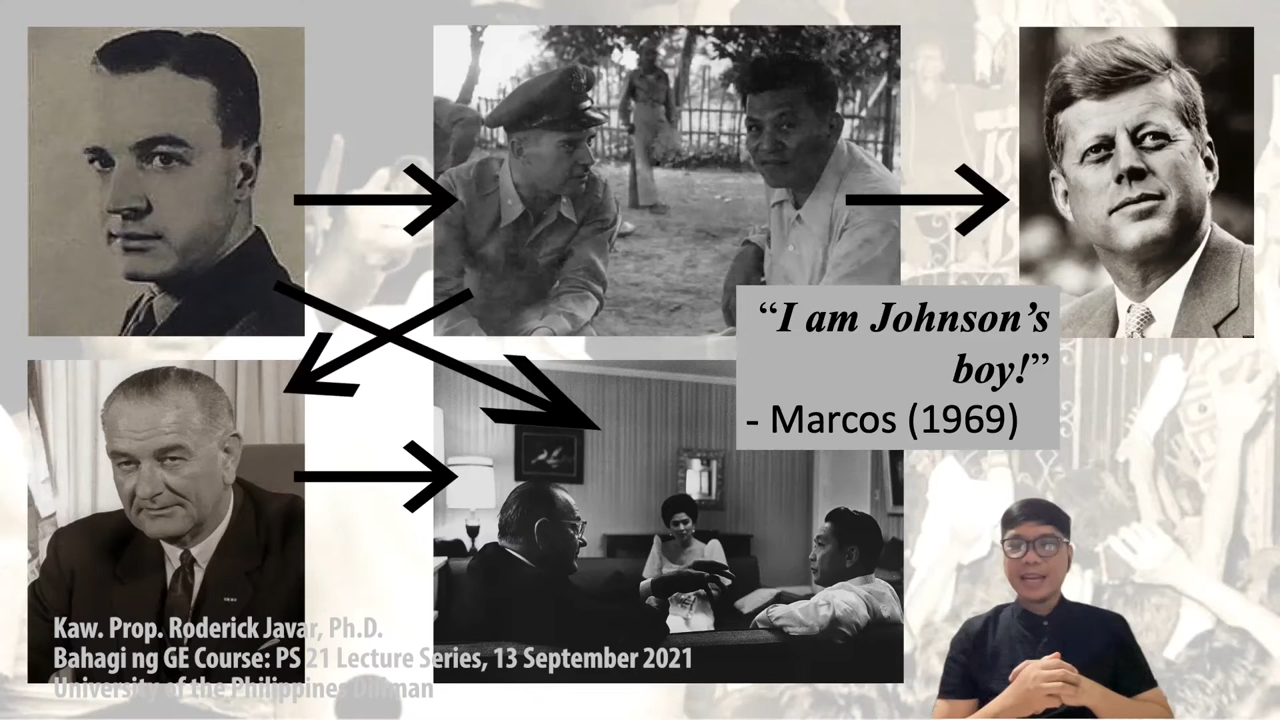 “I am Johnson’s
boy!”
- Marcos (1969)
Kaw. Prop. Roderick Javar, Ph.D.
Bahagi ng GE Course: PS 21 Lecture Series, 13 September 2021
University of the Philippines Diliman